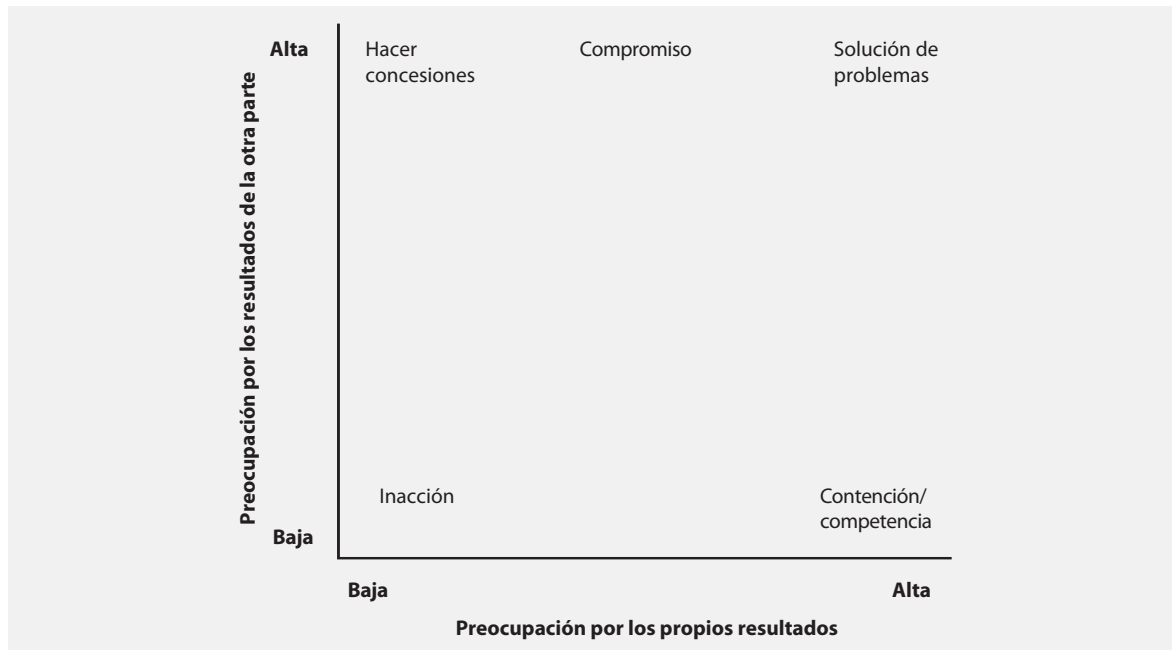 Preocupación por los resultados de la otra parte
Alta
Hacer
concesiones
Compromiso
Solución de
problemas
Inacción
Contención/
competencia
Baja
Baja
Alta
Preocupación por los propios resultados